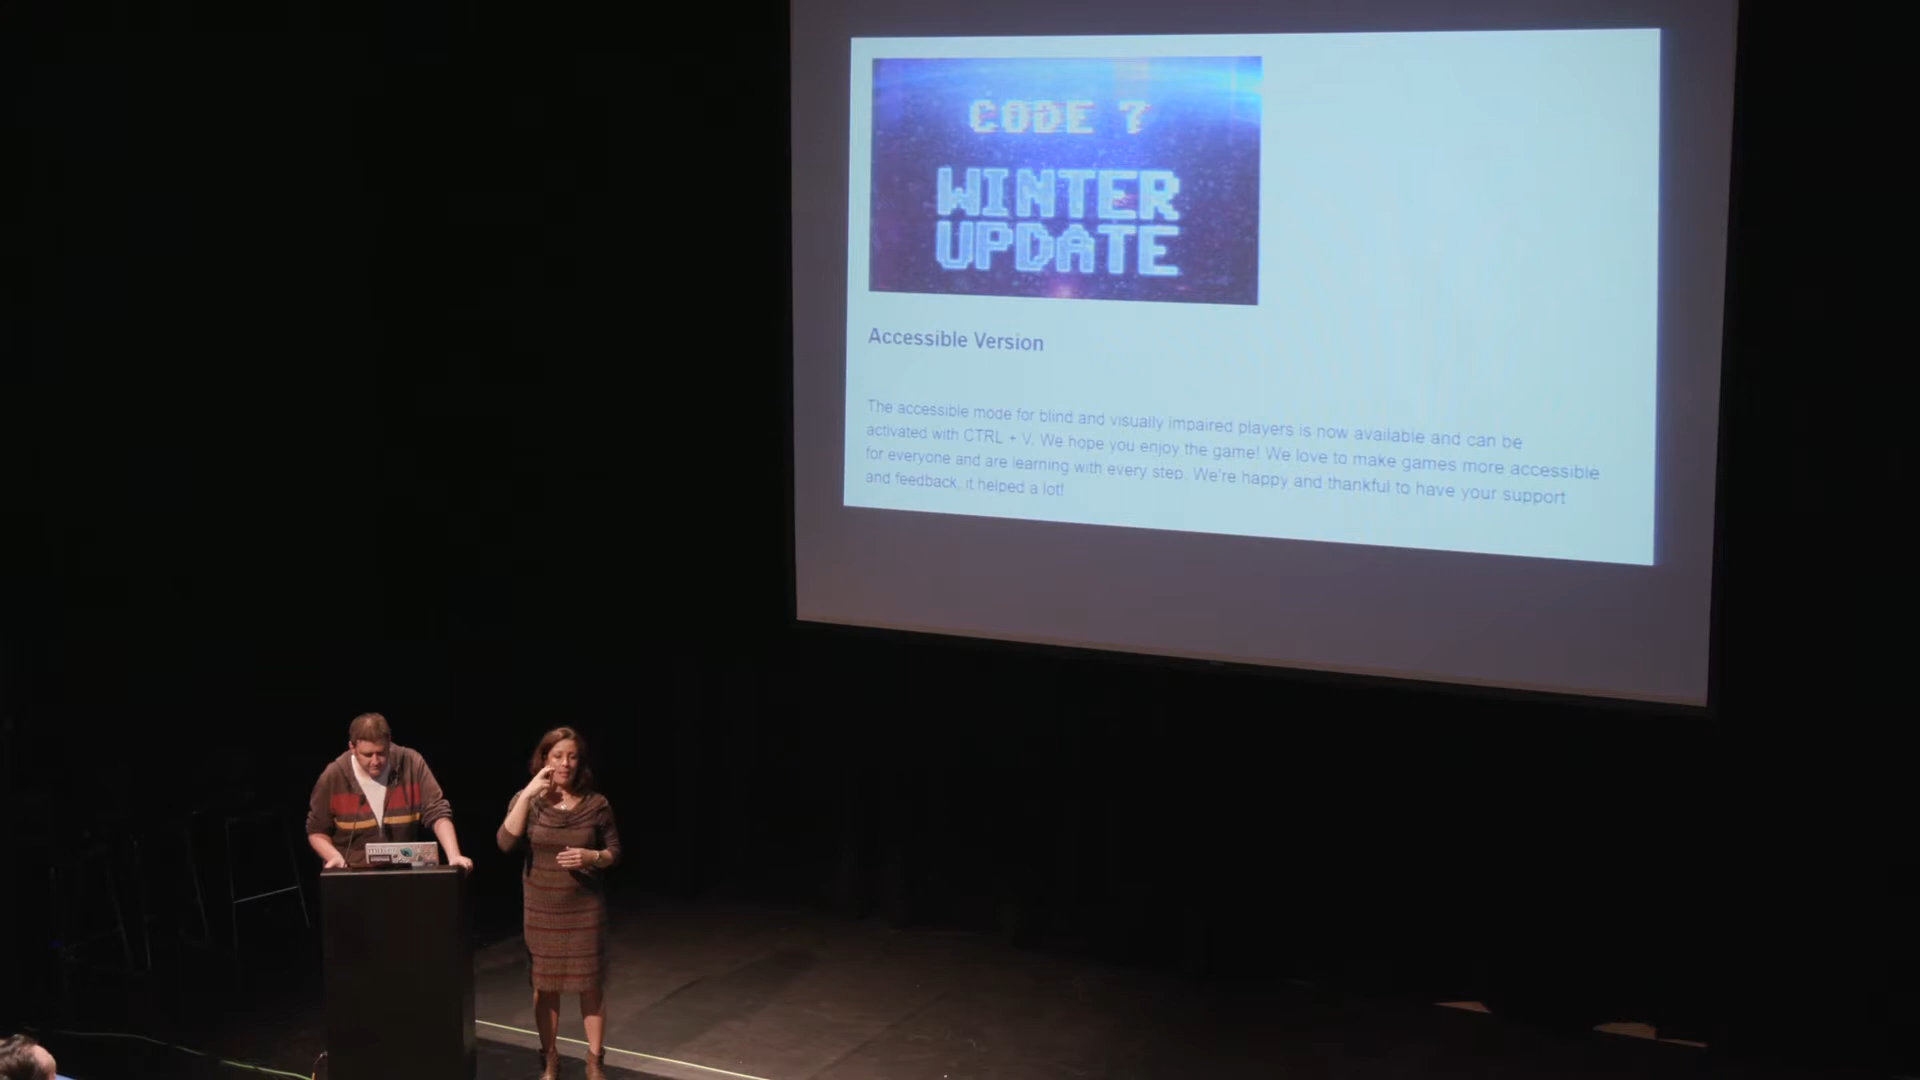 CODE 7
WINTER
UPDATE
Accessible Version
The accessible mode for blind and visually impaired players is now available and can be
activated with CTRL + V. We hope you enjoy the game! We love to make games more accessible
for everyone and are learning with every step. We're happy and thankful to have your support
and feedback, it helped a lot!